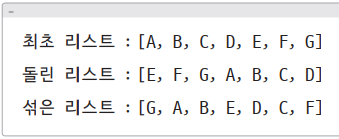 최초 리스트 :[A, B, C, D, E, F, G]
돌린 리스트 :[E, F, G, A, B, C, D]
섞은 리스트 :[G, A, B, E, D, C, F]